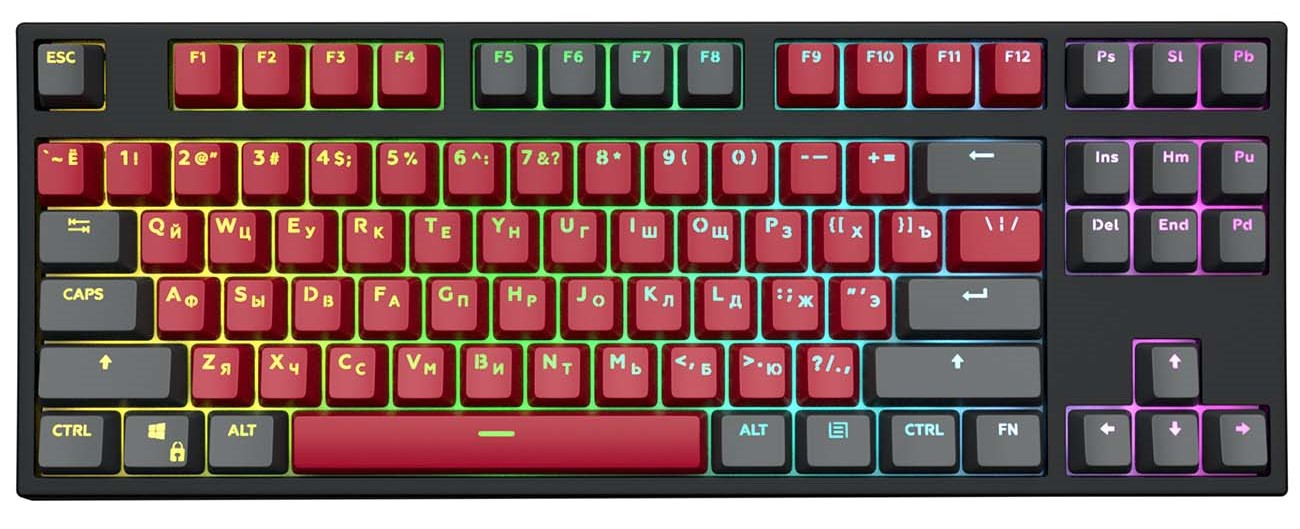 ESC F1 F2 F3 F4 F5 F6 F7 F8 F9 F10 F11 F12 Ps Sl Pb
`~Ё 1! 2@" 3# 4$; 5% 6^: 7&? 8* 9( 0) -— += Ins Hm Pu
Qй Wц Eу Rк Tе Yн Uг Iш Oщ Pз {[х }]ъ \¦/ Del End Pd
CAPS Aф Sы Dв Fа Gп Hр Jо Kл Lд :;ж "'э
Zя Xч Cс Vм Bи Nт Mь <,б >.ю ?/.,
CTRL ALT ALT CTRL FN